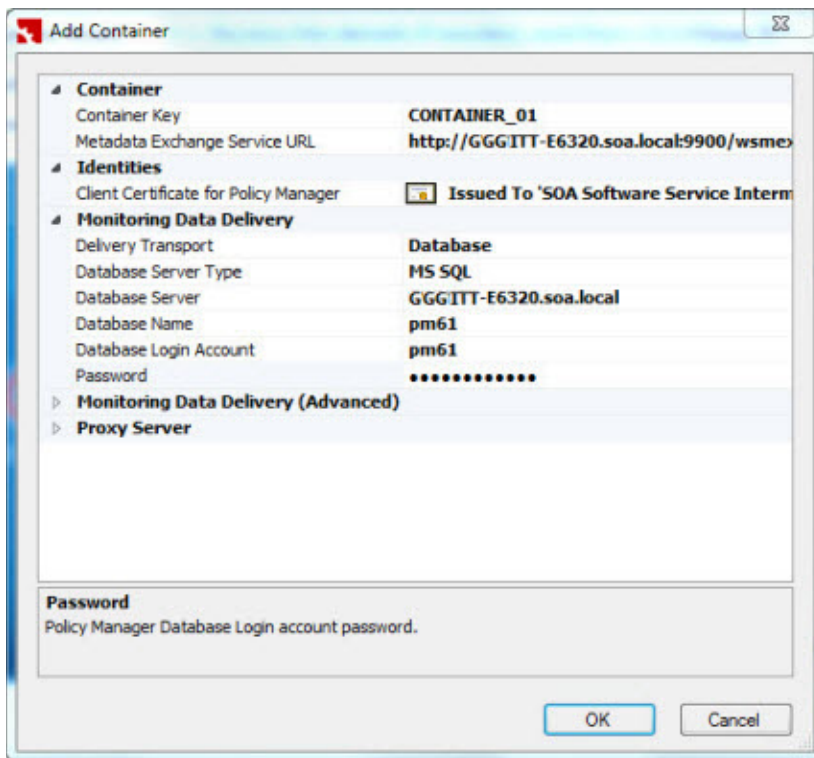 Add Container
Container
Container Key CONTAINER_01
Metadata Exchange Service URL http://GGGITT-E6320.soa.local:9900/wsmex
Identities
Client Certificate for Policy Manager Issued To 'SOA Software Service Interm
Monitoring Data Delivery
Delivery Transport Database
Database Server Type MS SQL
Database Server GGGITT-E6320.soa.local
Database Name pm61
Database Login Account pm61
Password ●●●●●●●●●●●●
Monitoring Data Delivery (Advanced)
Proxy Server
Password
Policy Manager Database Login account password.
OK Cancel